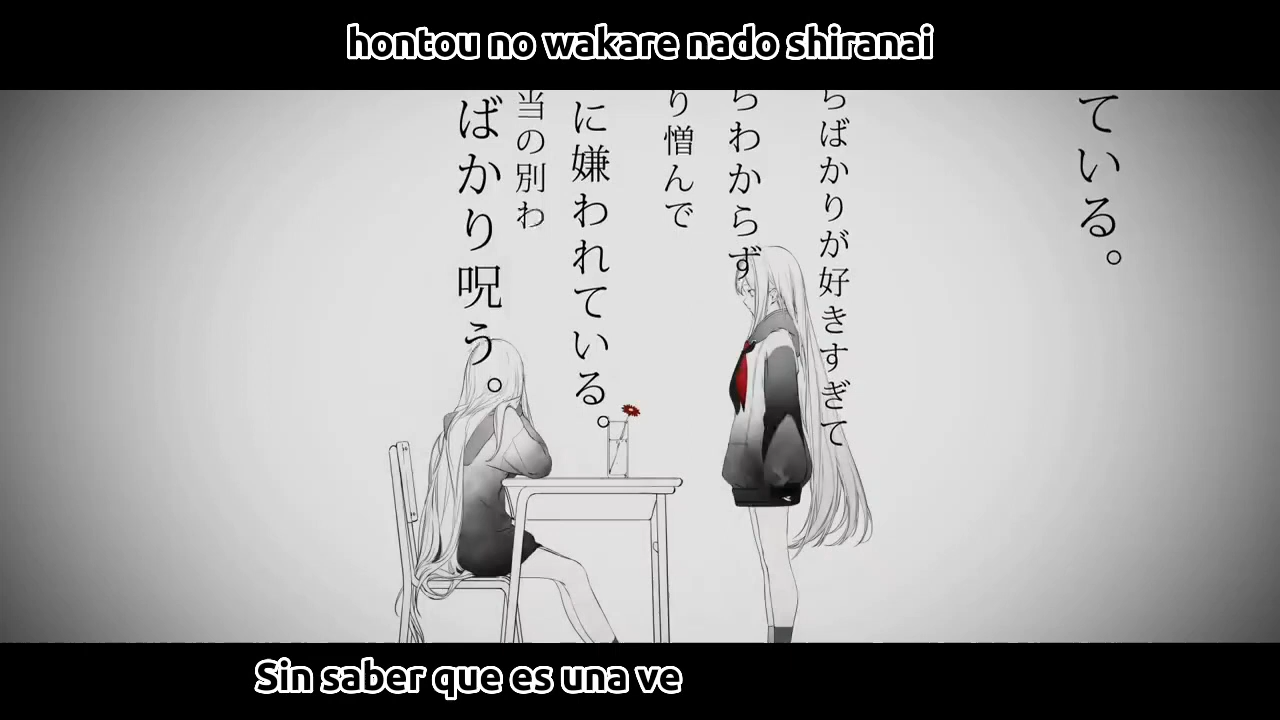 hontou no wakare nado shiranai
ている。
らばかりが好きすぎて
らわからず
り憎んで
に嫌われている。
当の別わ
ばかり呪う。
Sin saber que es una ve